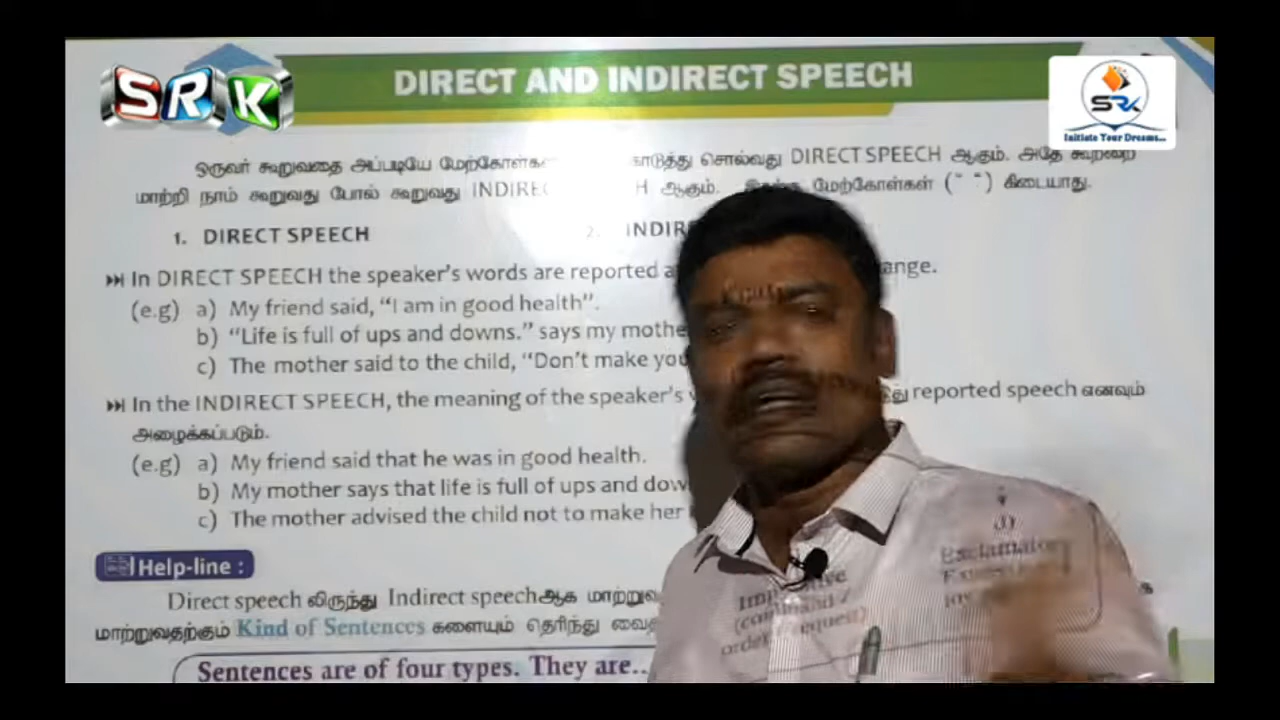 SRK
DIRECT AND INDIRECT SPEECH
SRK
Initiate Your Dreams...
ஒருவர் கூறுவதை அப்படியே மேற்கோள்க சொல்வது DIRECT SPEECH ஆகும். அதே கூற்றை
மாற்றி நாம் கூறுவது போல் கூறுவது INDIREC H ஆகும். மேற்கோள்கள் (“ ”) கிடையாது.
1. DIRECT SPEECH 2. INDIR
⏭ In DIRECT SPEECH the speaker's words are reported a ange.
(e.g) a) My friend said, “I am in good health”.
b) “Life is full of ups and downs.” says my mothe
c) The mother said to the child, “Don't make you
⏭ In the INDIRECT SPEECH, the meaning of the speaker's reported speech எனவும்
அழைக்கப்படும்.
(e.g) a) My friend said that he was in good health.
b) My mother says that life is full of ups and dow
c) The mother advised the child not to make her
Help-line :
Direct speech லிருந்து Indirect speechஆக மாற்றுவ
மாற்றுவதற்கும் Kind of Sentences களையும் தெரிந்து வைத
Sentences are of four types. They are...